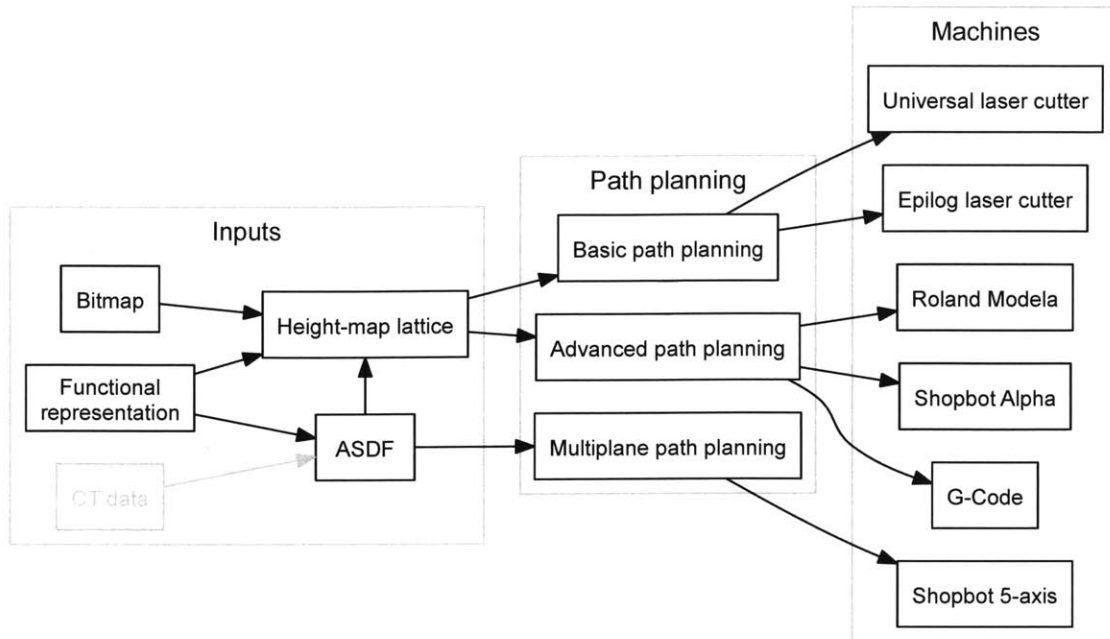 Inputs
Bitmap
Functional
representation
CT data
Height-map lattice
ASDF
Path planning
Basic path planning
Advanced path planning
Multiplane path planning
Machines
Universal laser cutter
Epilog laser cutter
Roland Modela
Shopbot Alpha
G-Code
Shopbot 5-axis